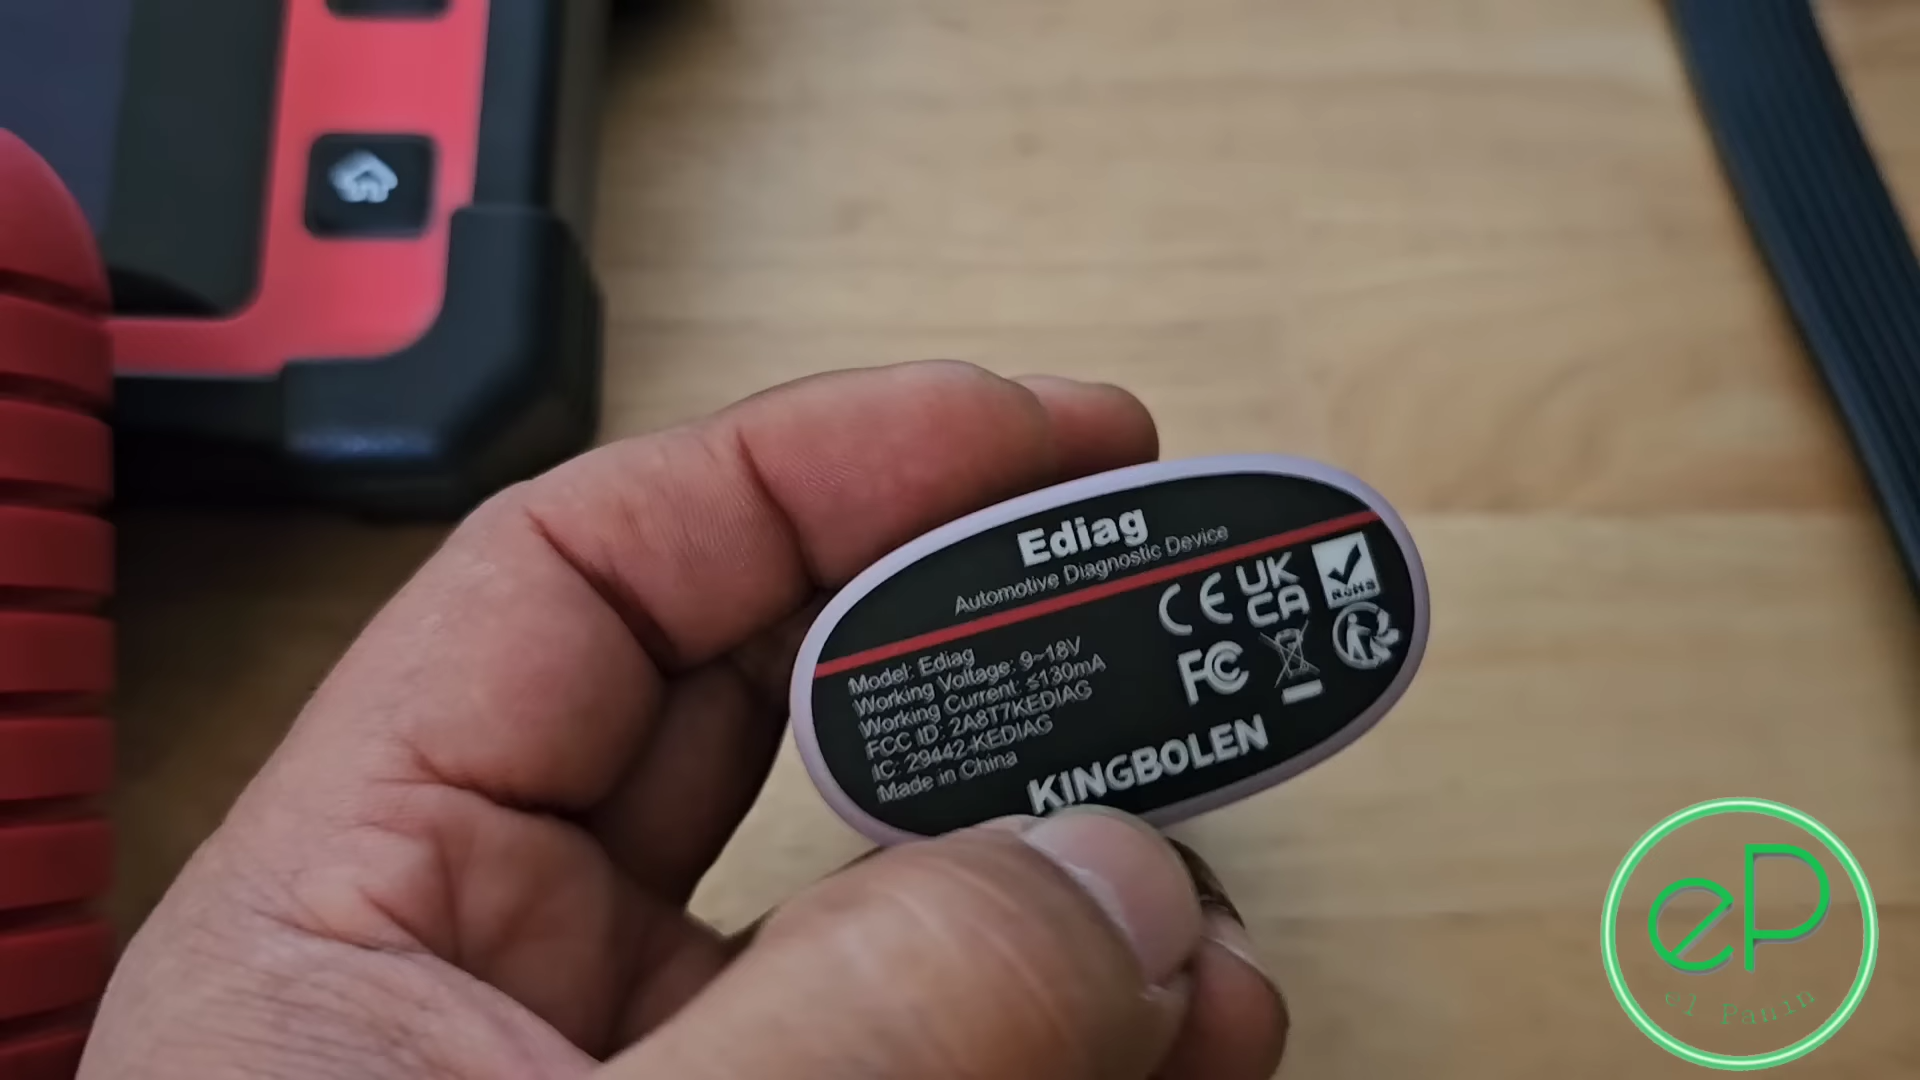 Ediag
Automotive Diagnostic Device
Model: Ediag
Working Voltage: 9~18V
Working Current: ≤130mA
FCC ID: 2A8T7KEDIAG
IC: 29442-KEDIAG
Made in China
CE
UK
CA
RoHS
FC
KINGBOLEN
eP
el Panin